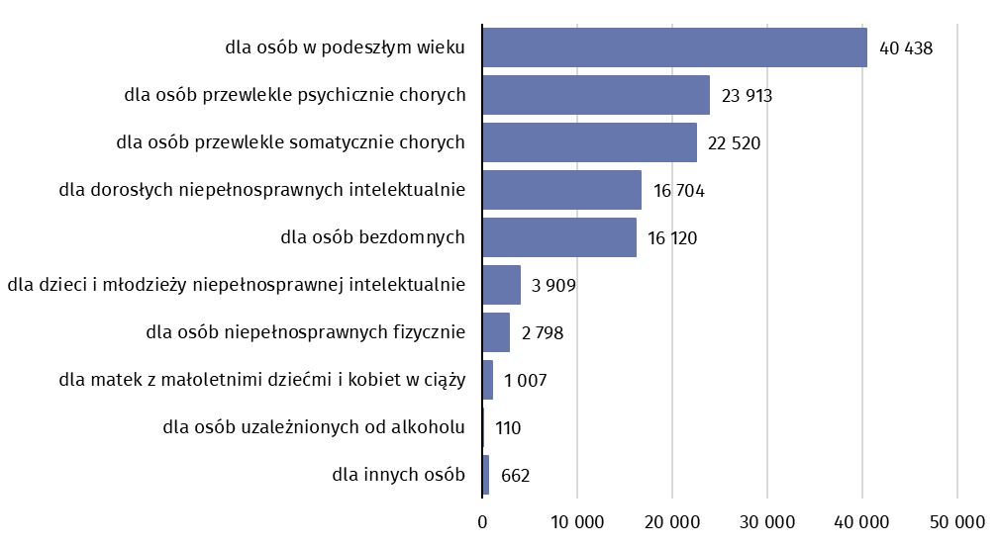 dla osób w podeszłym wieku 40 438
dla osób przewlekle psychicznie chorych 23 913
dla osób przewlekle somatycznie chorych 22 520
dla dorosłych niepełnosprawnych intelektualnie 16 704
dla osób bezdomnych 16 120
dla dzieci i młodzieży niepełnosprawnej intelektualnie 3 909
dla osób niepełnosprawnych fizycznie 2 798
dla matek z małoletnimi dziećmi i kobiet w ciąży 1 007
dla osób uzależnionych od alkoholu 110
dla innych osób 662
0 10 000 20 000 30 000 40 000 50 000